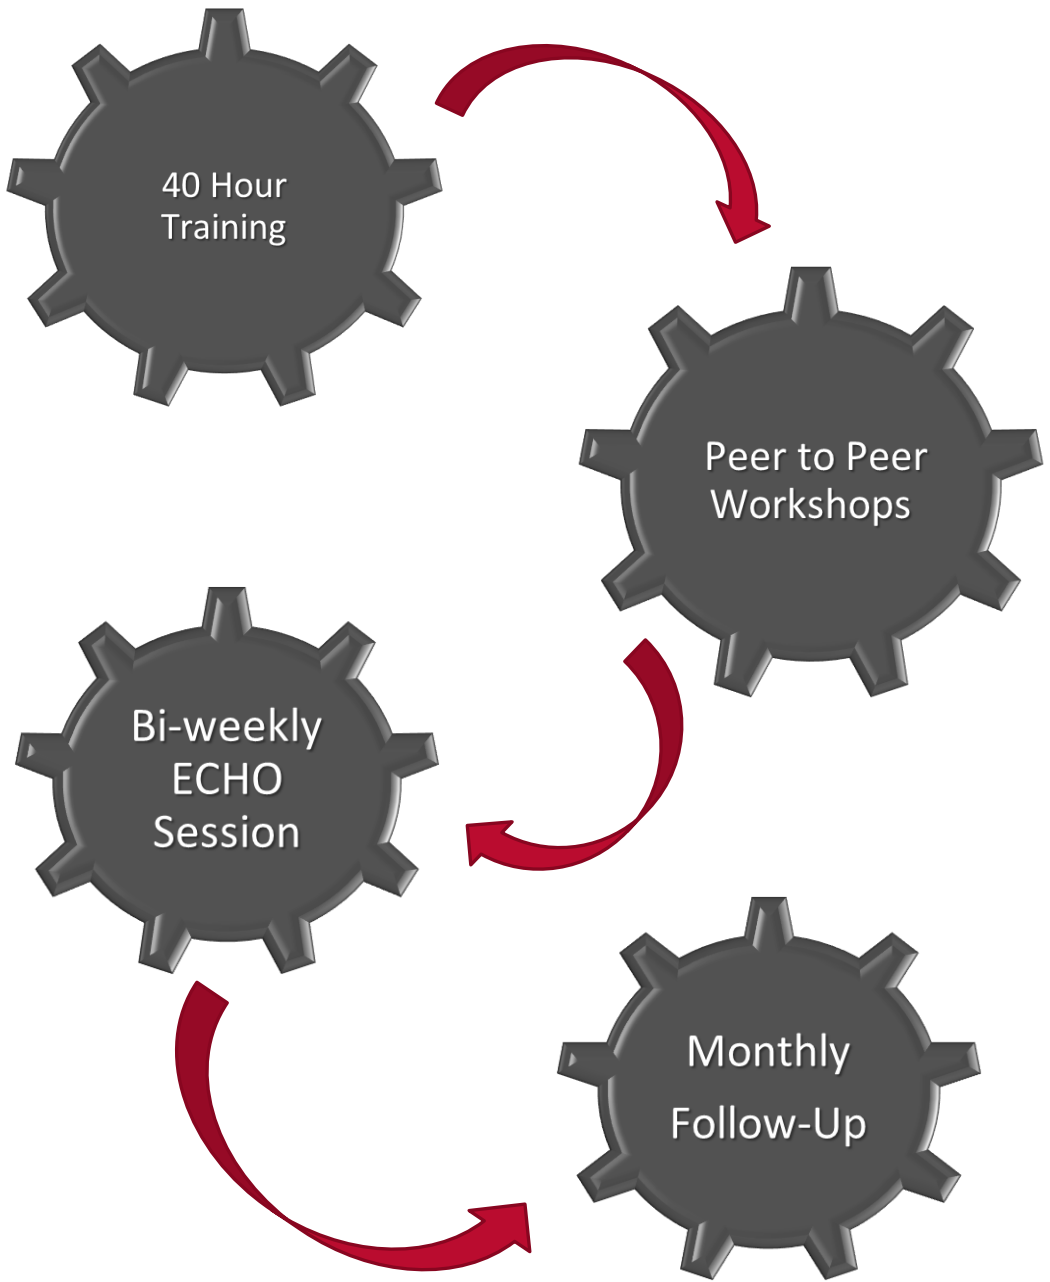 40 Hour
Training
Peer to Peer
Workshops
Bi-weekly
ECHO
Session
Monthly
Follow-Up